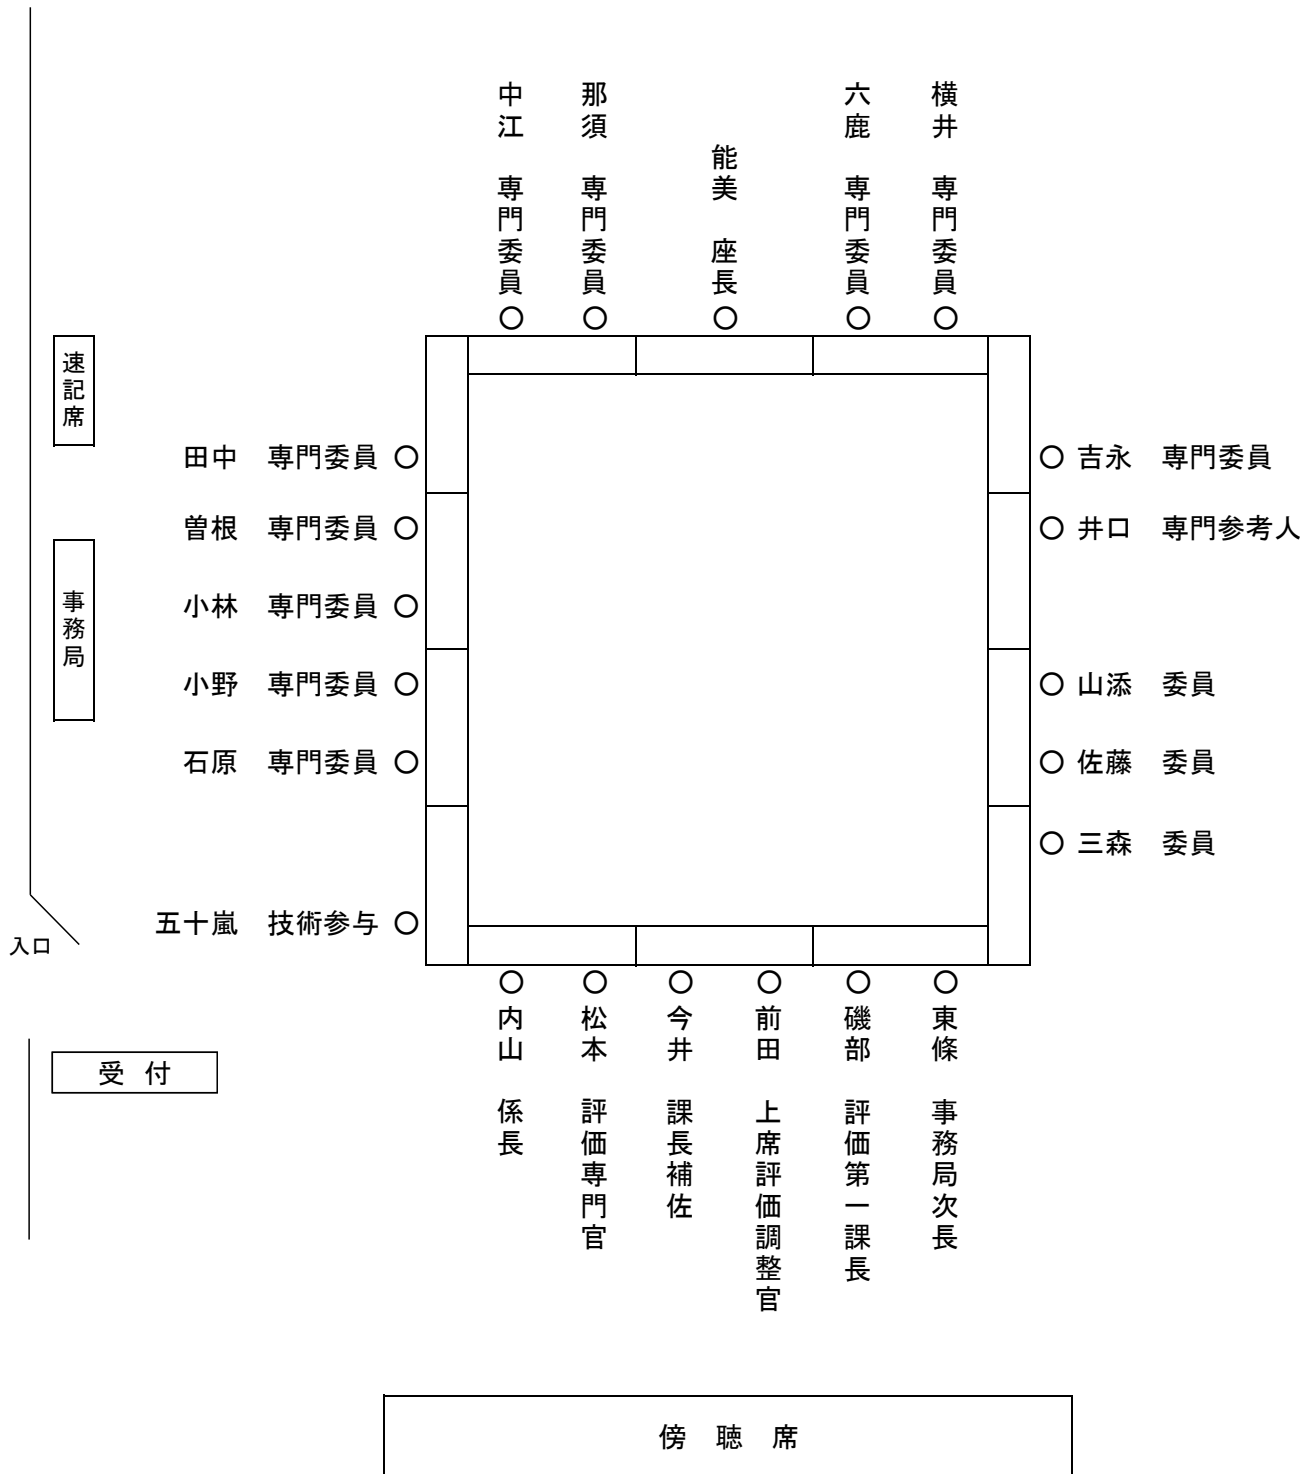 中江　専門委員
那須　専門委員
能美　座長
六鹿　専門委員
横井　専門委員
速記席
事務局
田中　専門委員
曽根　専門委員
小林　専門委員
小野　専門委員
石原　専門委員
五十嵐　技術参与
吉永　専門委員
井口　専門参考人
山添　委員
佐藤　委員
三森　委員
入口
受付
内山　係長
松本　評価専門官
今井　課長補佐
前田　上席評価調整官
磯部　評価第一課長
東條　事務局次長
傍聴席